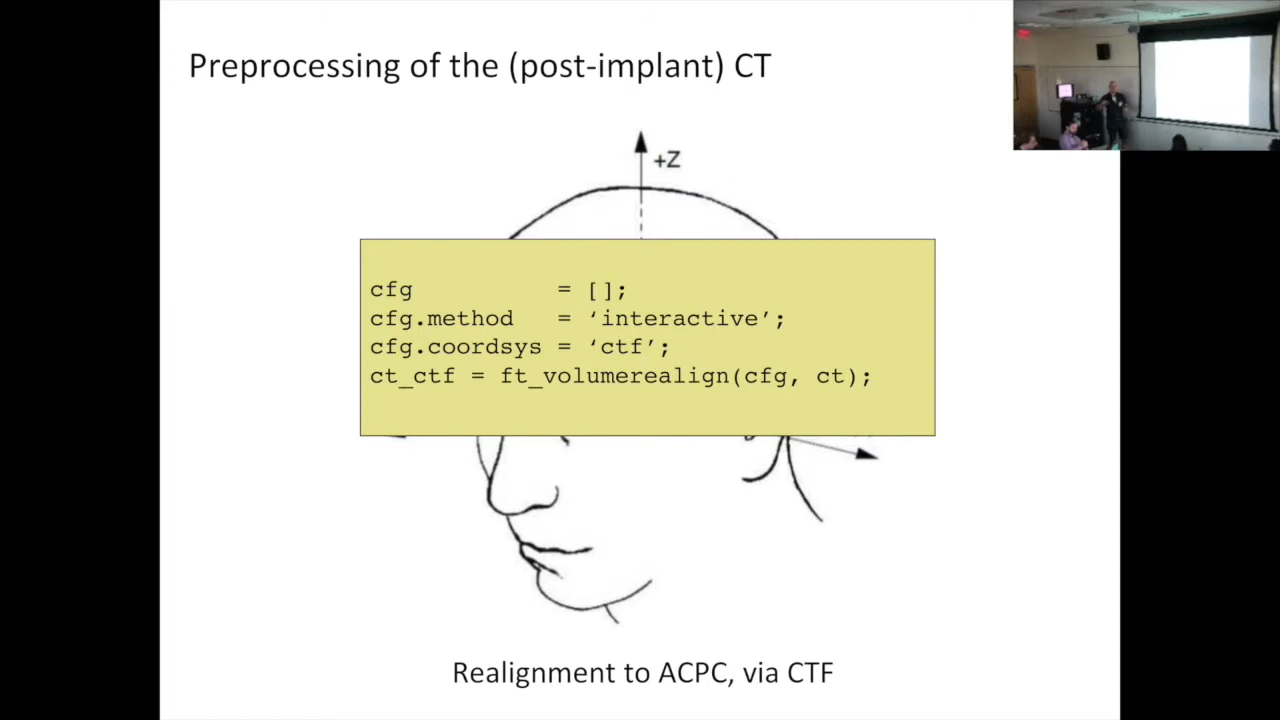 Preprocessing of the (post-implant) CT
+Z
cfg          = [];
cfg.method   = ‘interactive’;
cfg.coordsys = ‘ctf’;
ct_ctf = ft_volumerealign(cfg, ct);
Realignment to ACPC, via CTF